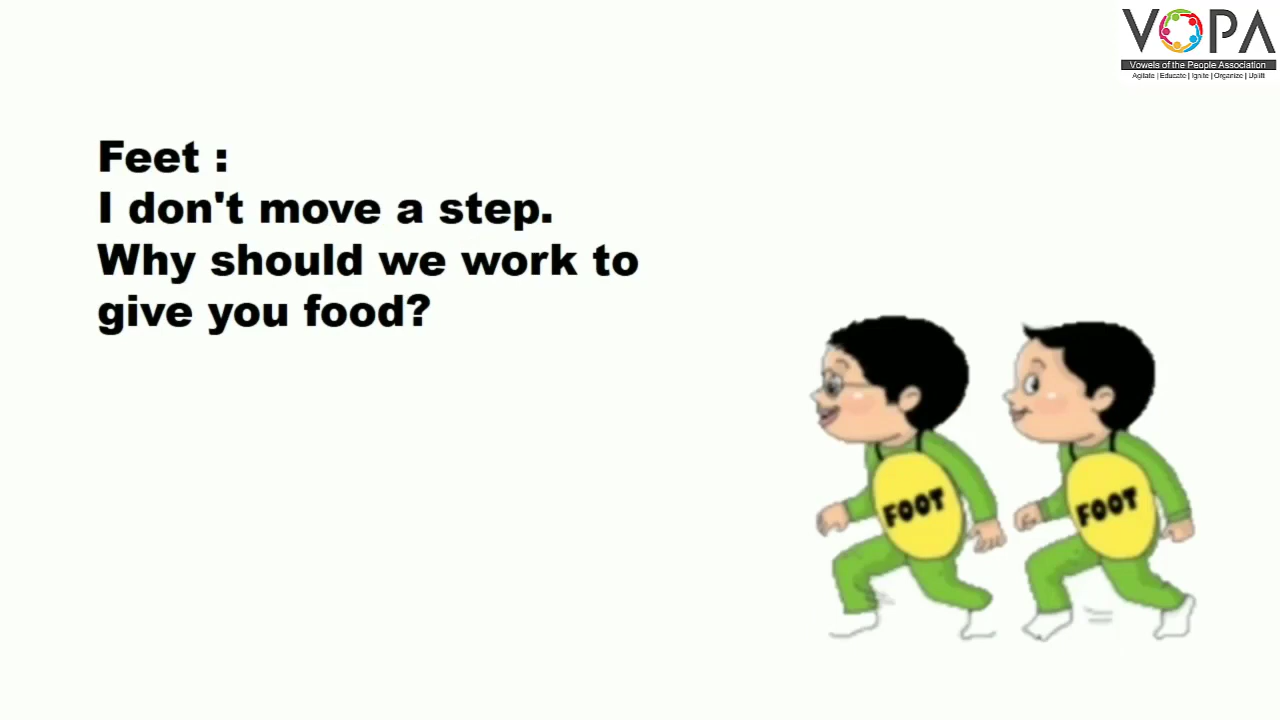 VOPA
Vowels of the People Association
Agitate | Educate | Ignite | Organize | Uplift
Feet :
I don't move a step.
Why should we work to
give you food?
FOOT
FOOT